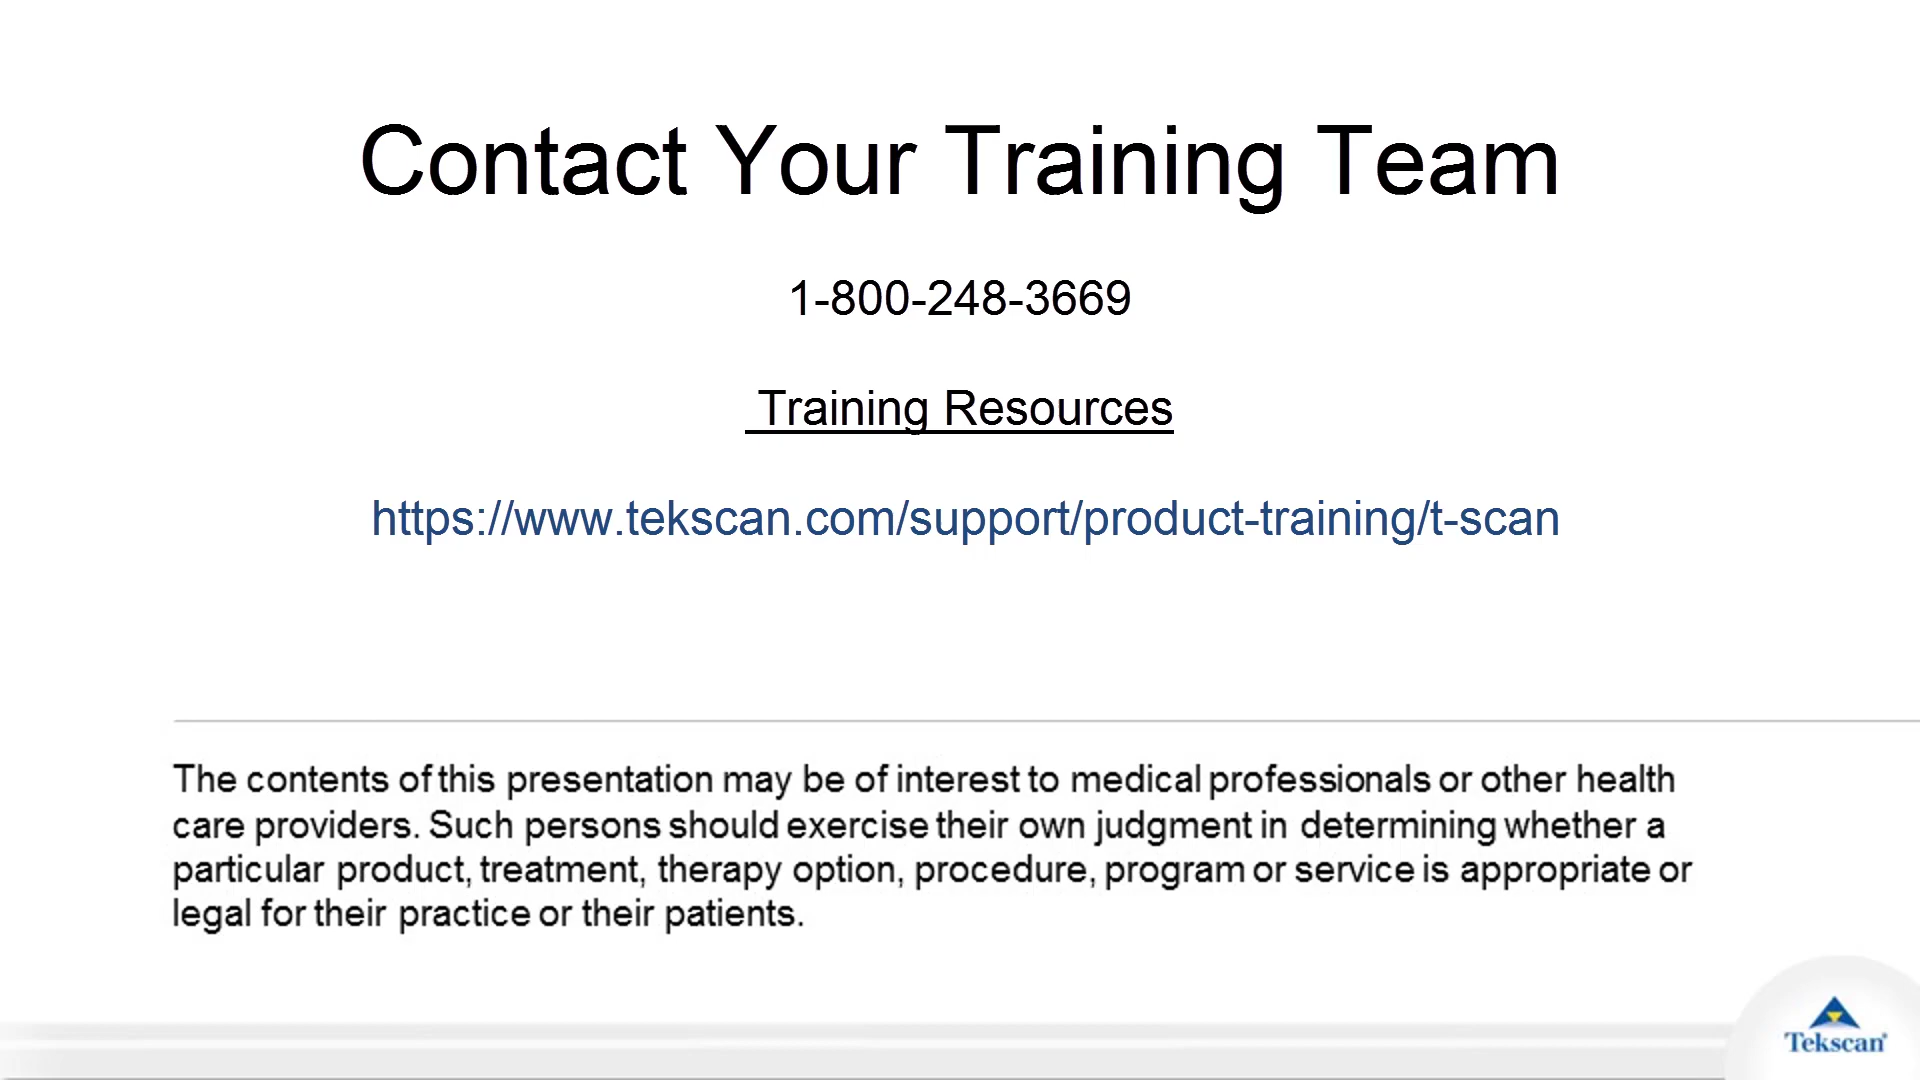 Contact Your Training Team
1-800-248-3669
Training Resources
https://www.tekscan.com/support/product-training/t-scan
The contents of this presentation may be of interest to medical professionals or other health
care providers. Such persons should exercise their own judgment in determining whether a
particular product, treatment, therapy option, procedure, program or service is appropriate or
legal for their practice or their patients.
Tekscan®